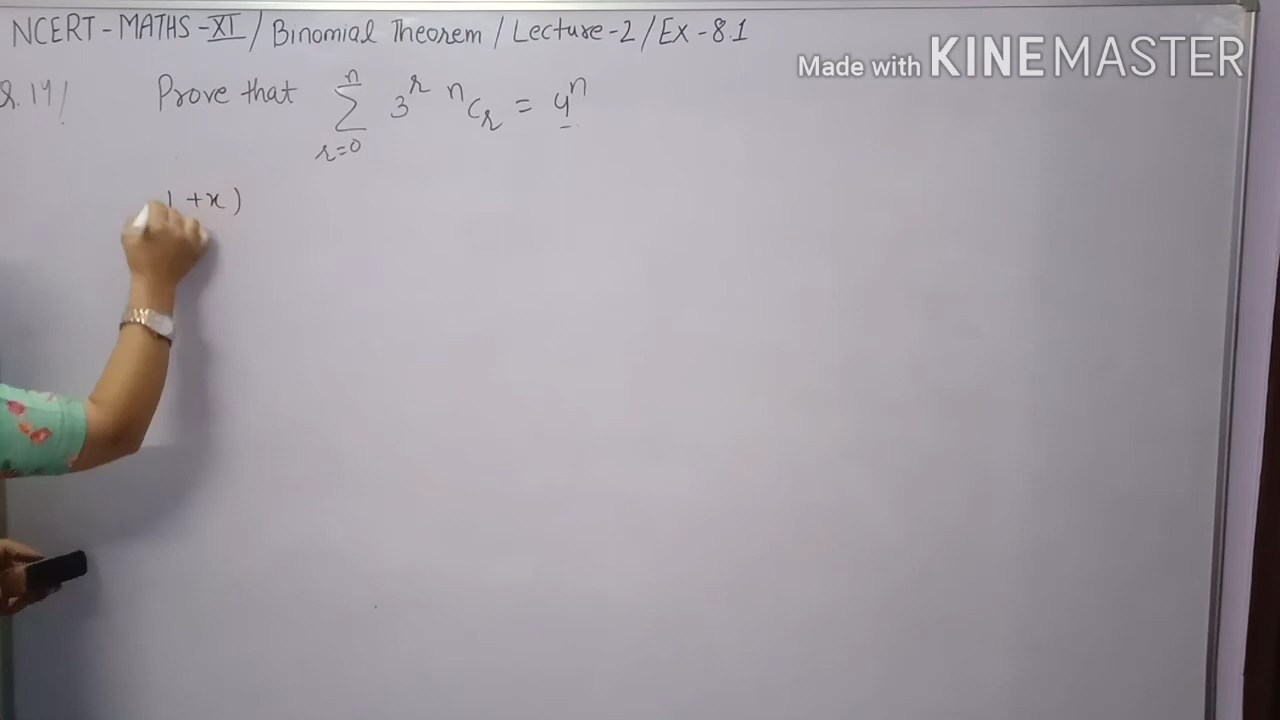 NCERT - MATHS - XI / Binomial Theorem / Lecture - 2 / Ex - 8.1
Made with KINEMASTER
Q. 14/ Prove that n∑r=0 3^r nCr = 4^n
1 + x)